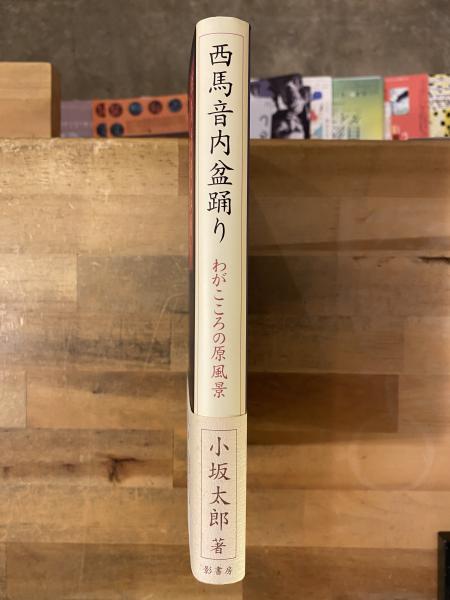 西馬音内盆踊り
わがこころの原風景
小坂太郎 著
影書房